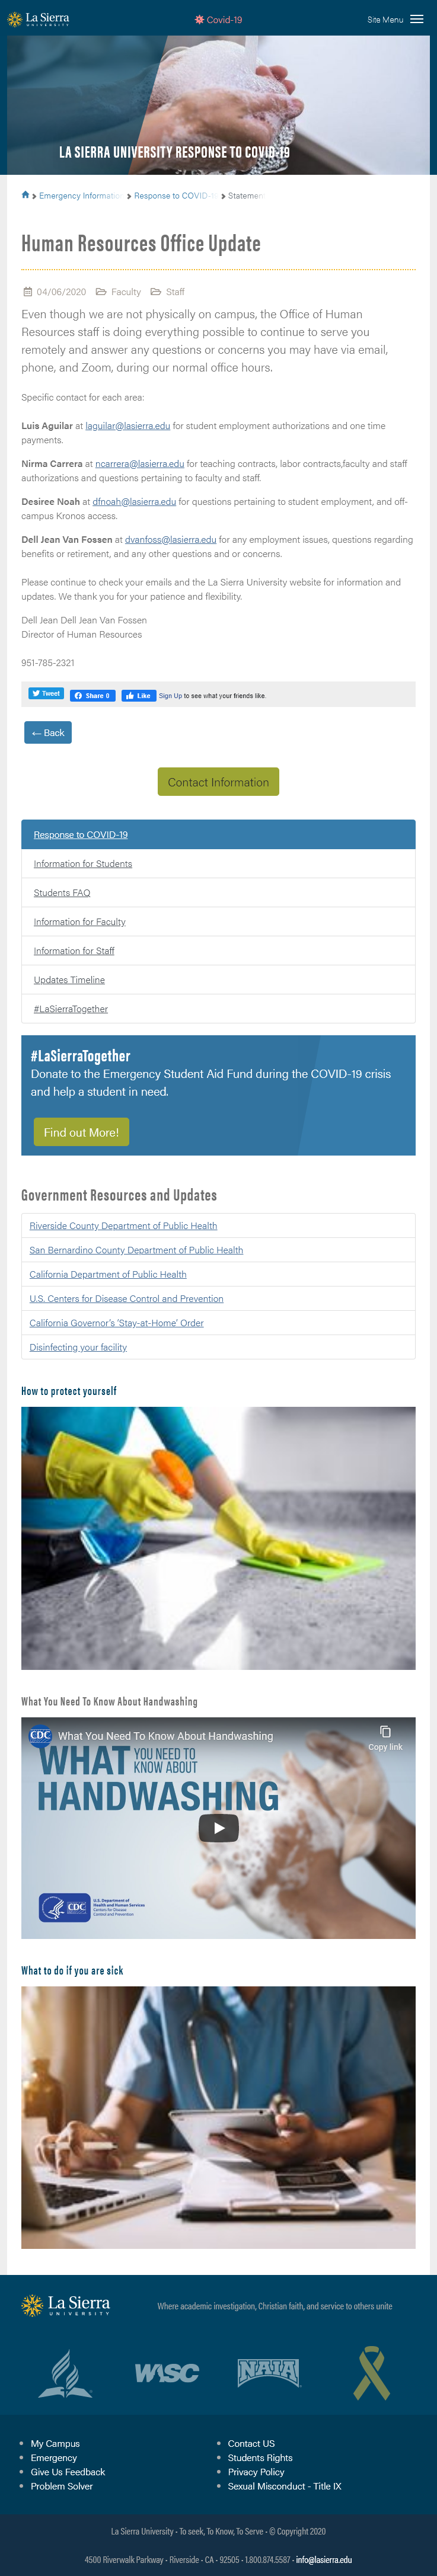 La Sierra
UNIVERSITY
Covid-19
Site Menu
LA SIERRA UNIVERSITY RESPONSE TO COVID-19
Emergency Information
Response to COVID-19
Statement
Human Resources Office Update
04/06/2020 Faculty Staff
Even though we are not physically on campus, the Office of Human
Resources staff is doing everything possible to continue to serve you
remotely and answer any questions or concerns you may have via email,
phone, and Zoom, during our normal office hours.
Specific contact for each area:
Luis Aguilar at laguilar@lasierra.edu for student employment authorizations and one time
payments.
Nirma Carrera at ncarrera@lasierra.edu for teaching contracts, labor contracts,faculty and staff
authorizations and questions pertaining to faculty and staff.
Desiree Noah at dfnoah@lasierra.edu for questions pertaining to student employment, and off-
campus Kronos access.
Dell Jean Van Fossen at dvanfoss@lasierra.edu for any employment issues, questions regarding
benefits or retirement, and any other questions and or concerns.
Please continue to check your emails and the La Sierra University website for information and
updates. We thank you for your patience and flexibility.
Dell Jean Dell Jean Van Fossen
Director of Human Resources
951-785-2321
Tweet Share 0 Like Sign Up to see what your friends like.
← Back
Contact Information
Response to COVID-19
Information for Students
Students FAQ
Information for Faculty
Information for Staff
Updates Timeline
#LaSierraTogether
#LaSierraTogether
Donate to the Emergency Student Aid Fund during the COVID-19 crisis
and help a student in need.
Find out More!
Government Resources and Updates
Riverside County Department of Public Health
San Bernardino County Department of Public Health
California Department of Public Health
U.S. Centers for Disease Control and Prevention
California Governor's 'Stay-at-Home' Order
Disinfecting your facility
How to protect yourself
What You Need To Know About Handwashing
CDC What You Need To Know About Handwashing
Copy link
WHAT YOU NEED TO KNOW ABOUT
HANDWASHING
CDC
U.S. Department of
Health and Human Services
Centers for Disease
Control and Prevention
What to do if you are sick
La Sierra
UNIVERSITY
Where academic investigation, Christian faith, and service to others unite
WASC
NAIA
My Campus
Emergency
Give Us Feedback
Problem Solver
Contact US
Students Rights
Privacy Policy
Sexual Misconduct - Title IX
La Sierra University • To seek, To Know, To Serve • © Copyright 2020
4500 Riverwalk Parkway • Riverside • CA • 92505 • 1.800.874.5587 • info@lasierra.edu